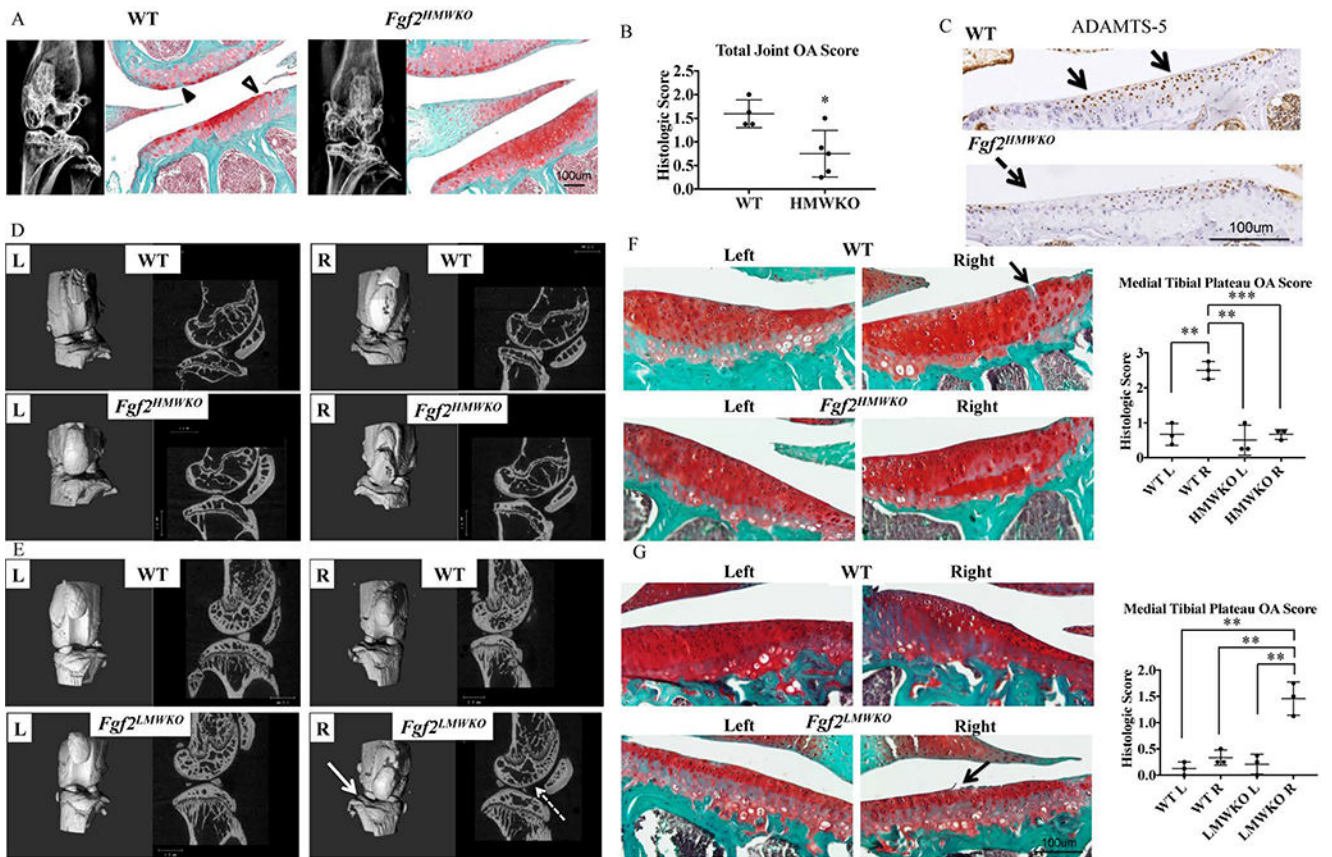 A
WT
Fgf2HMWKO
100um
B
Total Joint OA Score
Histologic Score
2.5
2.0
1.5
1.0
0.5
0.0
*
WT
HMWKO
C
ADAMTS-5
WT
Fgf2HMWKO
100um
D
L
WT
R
WT
L
Fgf2HMWKO
R
Fgf2HMWKO
E
L
WT
R
WT
L
Fgf2LMWKO
R
Fgf2LMWKO
F
WT
Left
Right
Fgf2HMWKO
Left
Right
Medial Tibial Plateau OA Score
Histologic Score
***
**
**
3
2
1
0
WT L
WT R
HMWKO L
HMWKO R
G
WT
Left
Right
Fgf2LMWKO
Left
Right
100um
Medial Tibial Plateau OA Score
Histologic Score
**
**
**
2.0
1.5
1.0
0.5
0.0
WT L
WT R
LMWKO L
LMWKO R